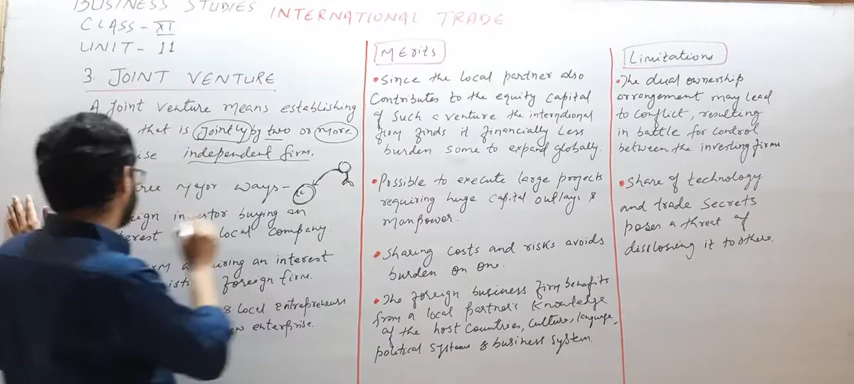 BUSINESS STUDIES
INTERNATIONAL TRADE
CLASS - XI
UNIT - 11
3. JOINT VENTURE
A Joint venture means establishing
that is Jointly by two or more
independent firm.
Major ways -
investor buying an
local company.
acquiring an interest
foreign firm.
& local entrepreneurs
enterprise.
Merits
• Since the local partner also
contributes to the equity capital
of such a venture the international
firm finds it financially less
burden some to expand globally.
• Possible to execute large projects
requiring huge capital outlays &
manpower.
• Sharing costs and risks avoids
burden on one.
• The foreign business firm benefits
from a local partner's knowledge
of the host countries, culture, language,
political systems & business system.
Limitations
• The dual ownership
arrangement may lead
to conflict, resulting
in battle for control
between the investing firm
• Share of technology
and trade secrets
poses a threat of
disclosing it to others.